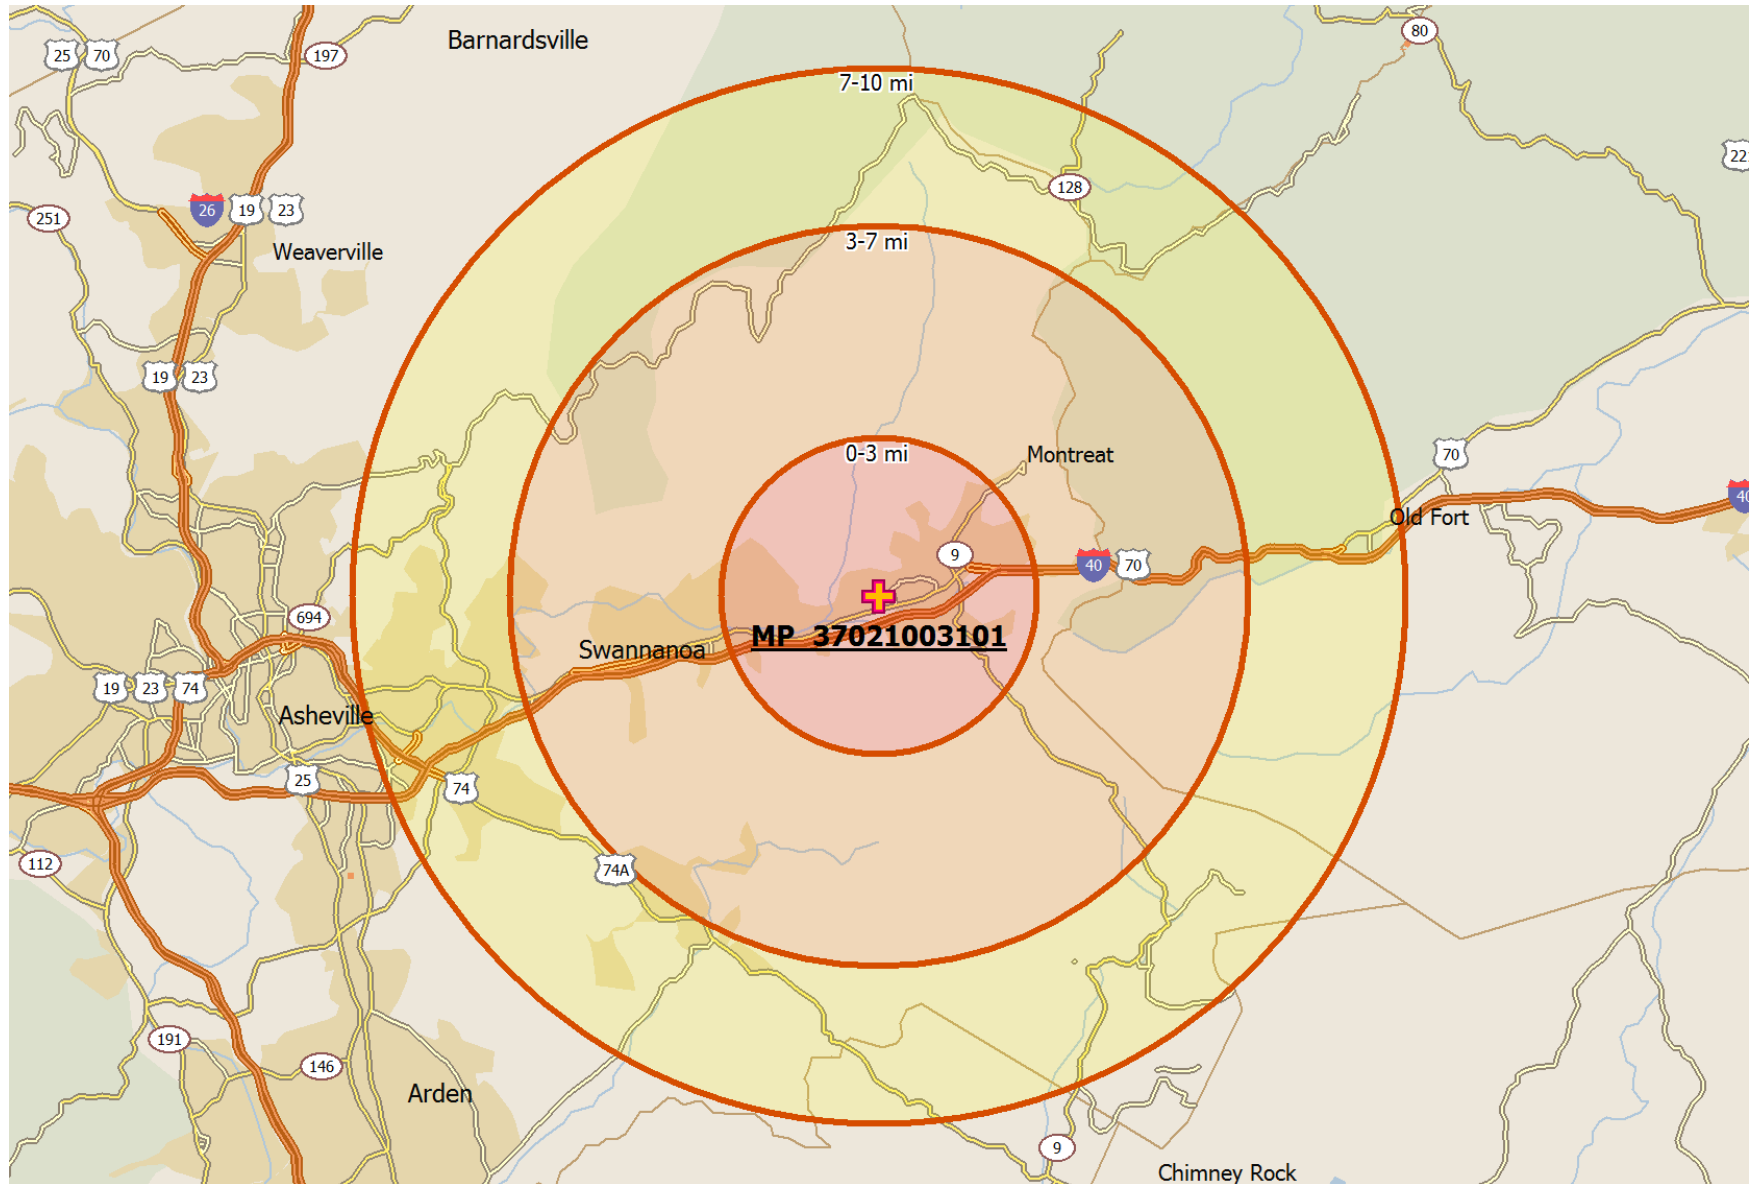 80
Barnardsville
25
70
197
7-10 mi
22
128
26
19
23
251
3-7 mi
Weaverville
19
23
0-3 mi
Montreat
70
40
Old Fort
9
40
70
694
MP 37021003101
Swannanoa
19
23
74
Asheville
25
74
112
74A
191
146
Arden
9
Chimney Rock